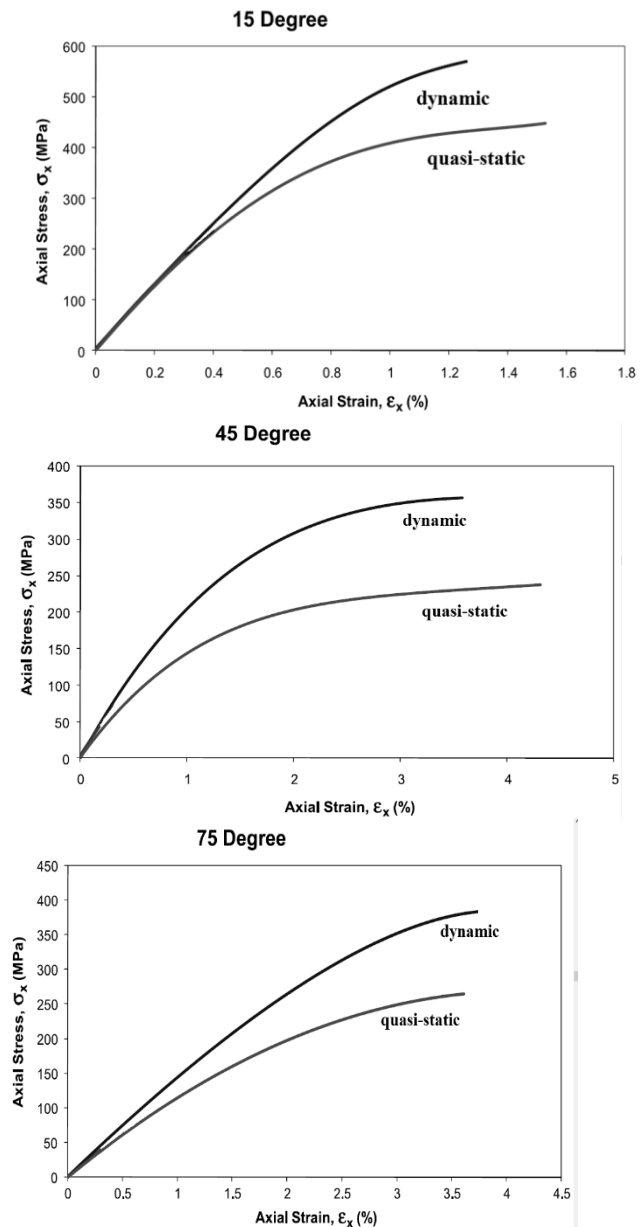 15 Degree
600
500
400
300
200
100
0
Axial Stress, σx (MPa)
dynamic
quasi-static
0 0.2 0.4 0.6 0.8 1 1.2 1.4 1.6 1.8
Axial Strain, εx (%)
45 Degree
400
350
300
250
200
150
100
50
0
Axial Stress, σx (MPa)
dynamic
quasi-static
0 1 2 3 4 5
Axial Strain, εx (%)
75 Degree
450
400
350
300
250
200
150
100
50
0
Axial Stress, σx (MPa)
dynamic
quasi-static
0 0.5 1 1.5 2 2.5 3 3.5 4 4.5
Axial Strain, εx (%)